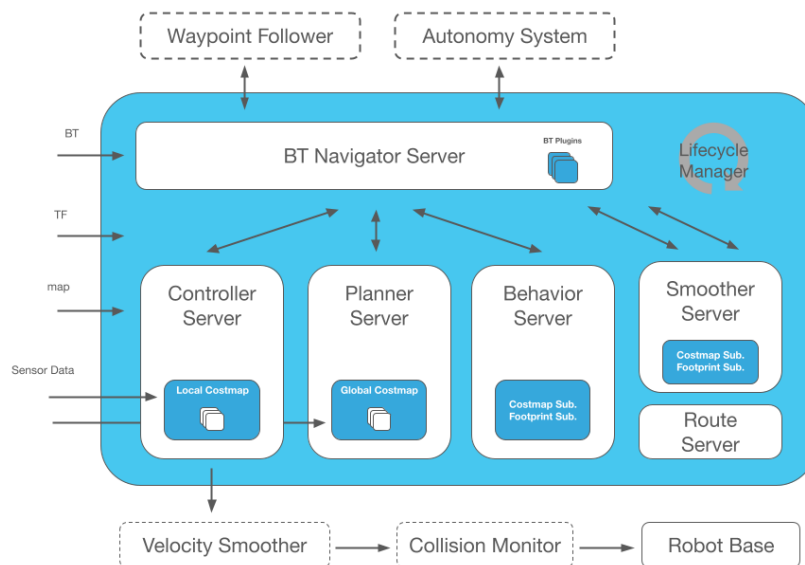 Waypoint Follower
Autonomy System
BT
BT Navigator Server
BT Plugins
Lifecycle
Manager
TF
map
Sensor Data
Controller
Server
Local Costmap
Planner
Server
Global Costmap
Behavior
Server
Costmap Sub.
Footprint Sub.
Smoother
Server
Costmap Sub.
Footprint Sub.
Route
Server
Velocity Smoother
Collision Monitor
Robot Base